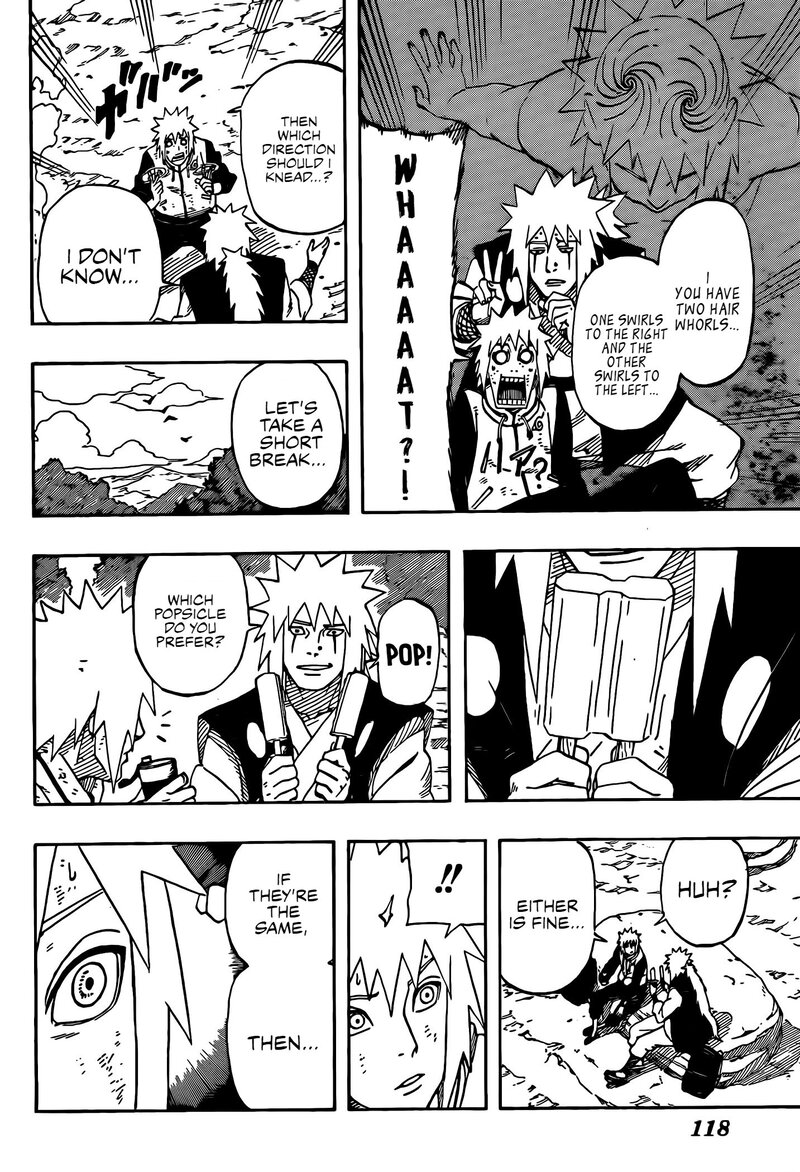 I
YOU HAVE
TWO HAIR
WHORLS...
ONE SWIRLS
TO THE RIGHT
AND THE
OTHER
SWIRLS TO
THE LEFT...
WHAAAAAAT?!
THEN
WHICH
DIRECTION
SHOULD I
KNEAD...?
I DON'T
KNOW...
LET'S
TAKE A
SHORT
BREAK...
POP!
WHICH
POPSICLE
DO YOU
PREFER?
HUH?
EITHER
IS FINE...
!!
IF
THEY'RE
THE
SAME,
THEN...
118